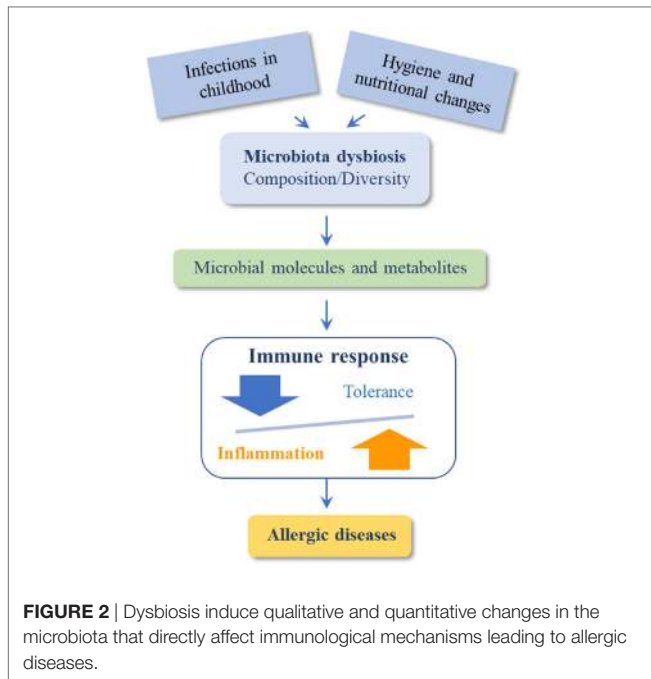 Infections in
childhood
Hygiene and
nutritional changes
Microbiota dysbiosis
Composition/Diversity
Microbial molecules and metabolites
Immune response
Tolerance
Inflammation
Allergic diseases
FIGURE 2 | Dysbiosis induce qualitative and quantitative changes in the
microbiota that directly affect immunological mechanisms leading to allergic
diseases.